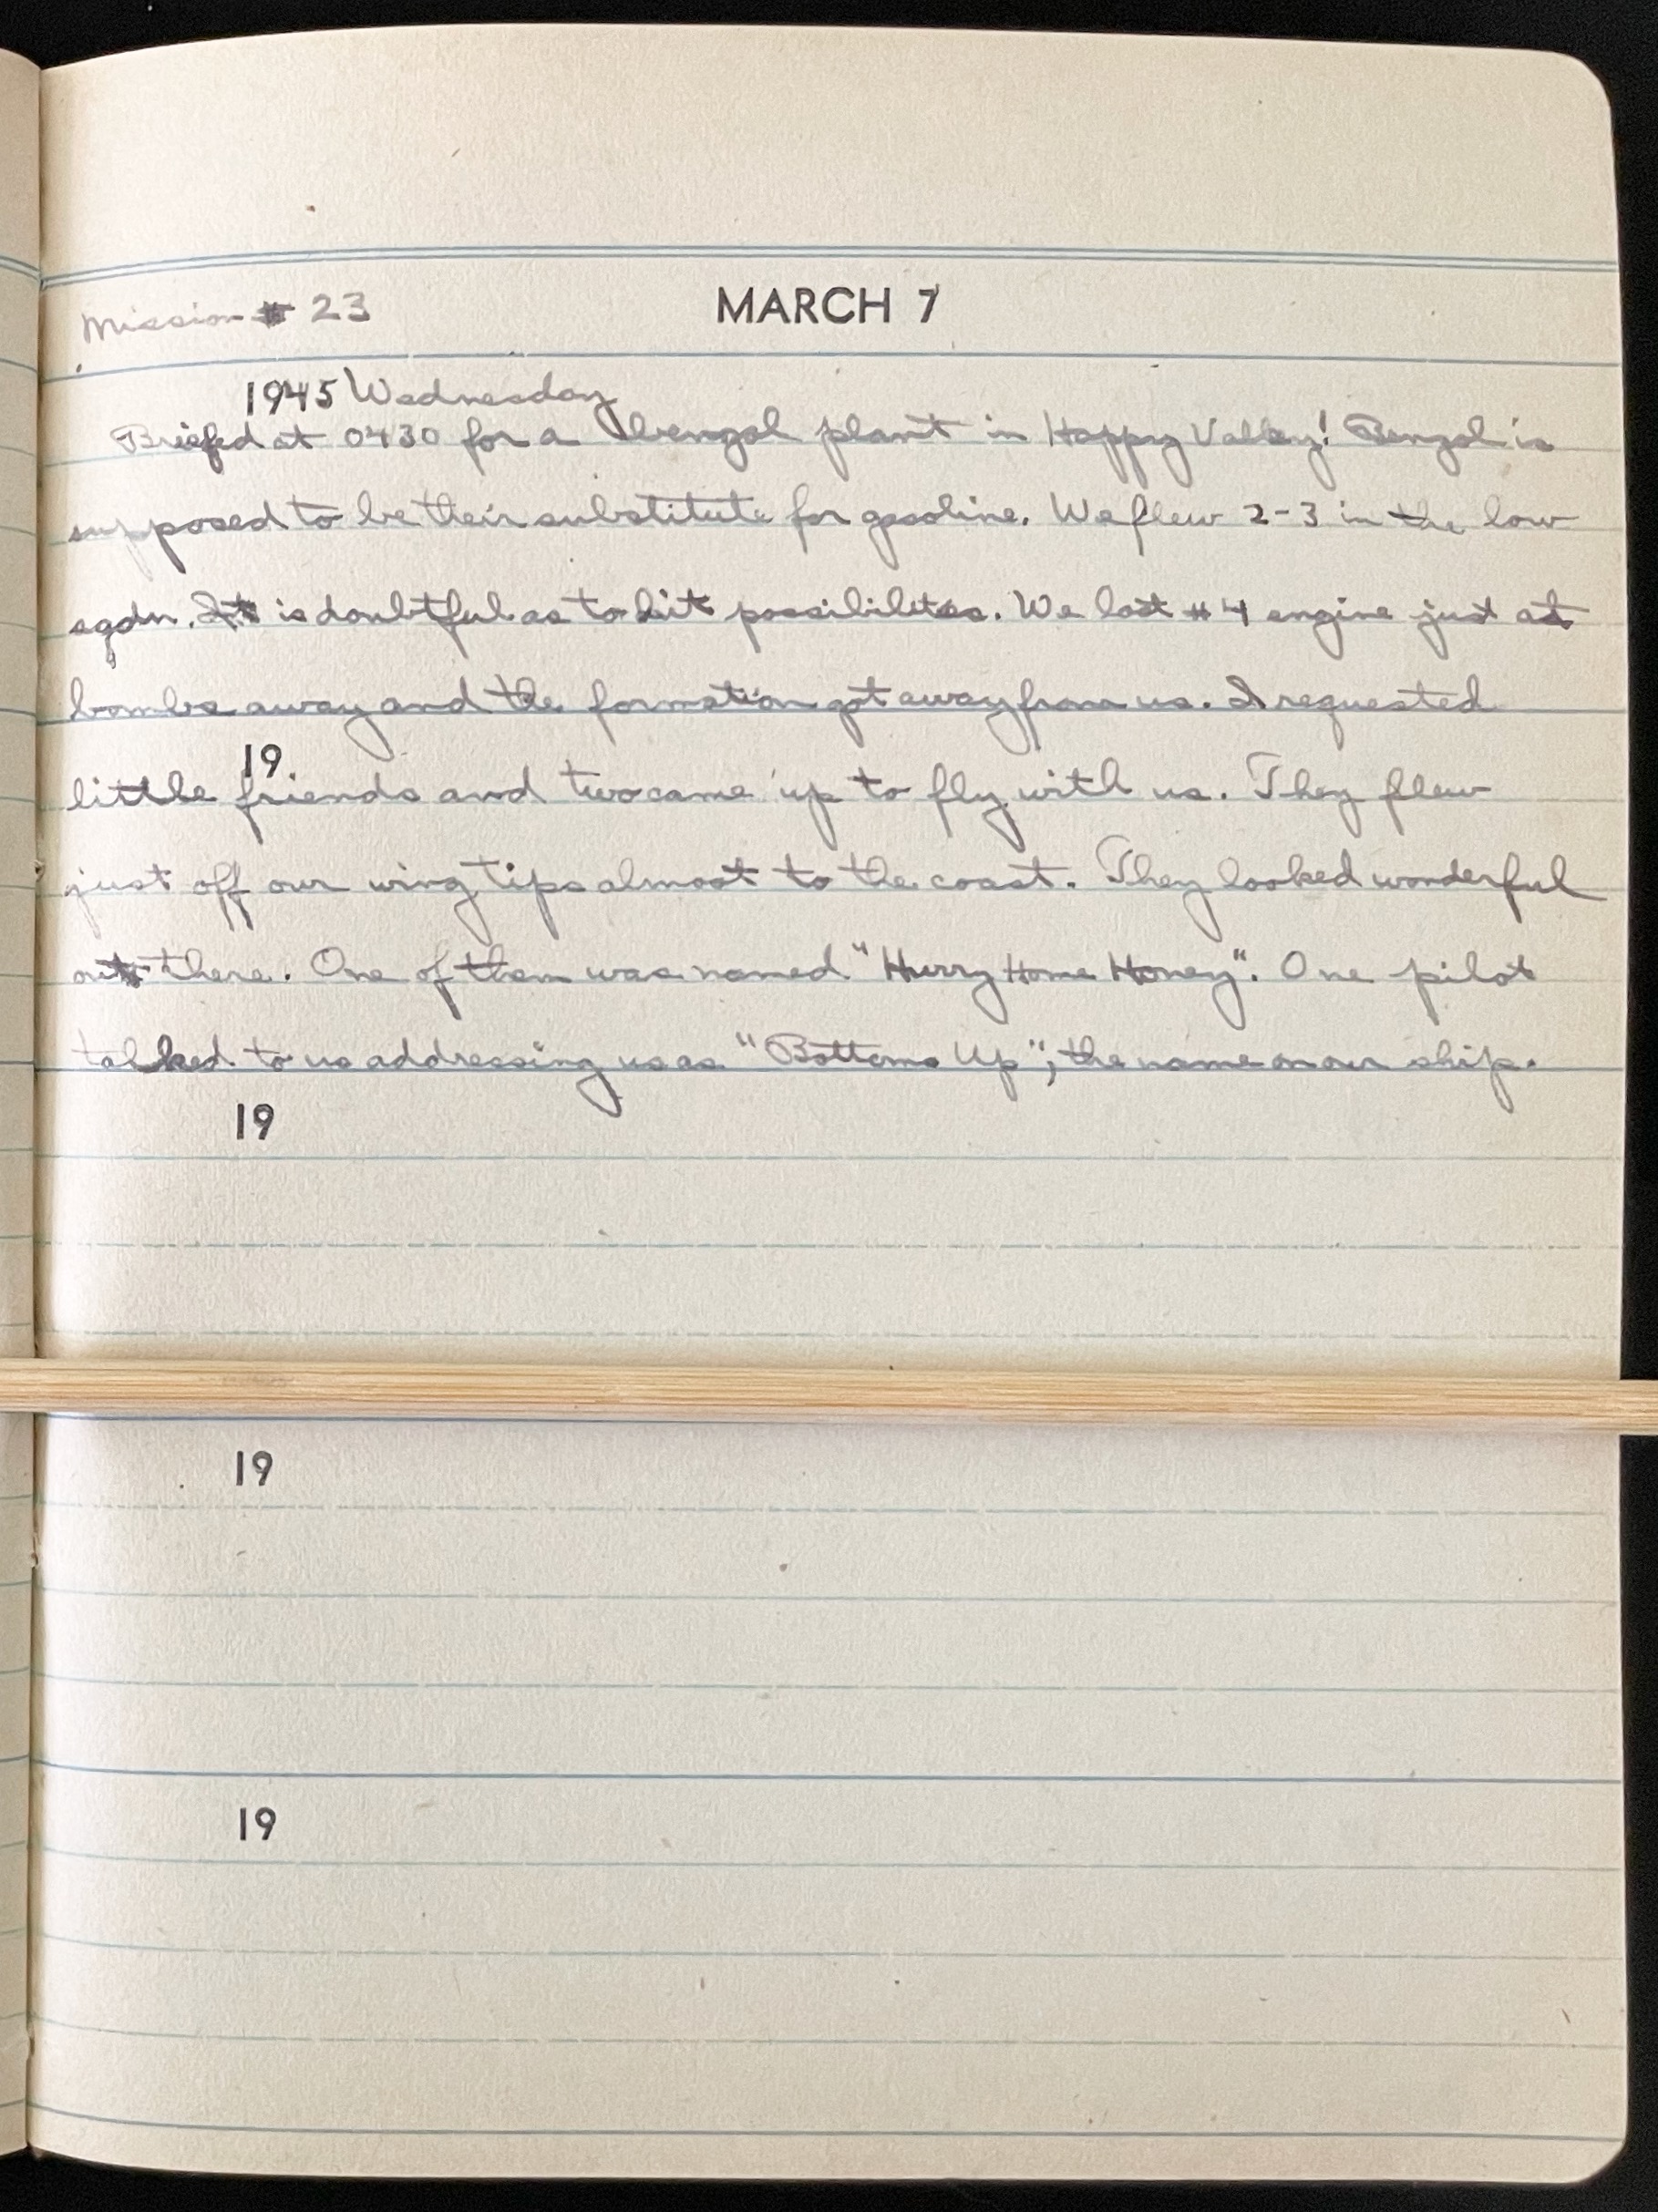 Mission # 23 MARCH 7
1945 Wednesday
Briefed at 0430 for a bengol plant in Happy Valley! Bengol is
supposed to be their substitute for gasoline. We flew 2-3 in the low
sqdn. It is doubtful as to hit possibilites. We lost #4 engine just at
bombs away and the formation got away from us. I requested
19
little friends and two came up to fly with us. They flew
just off our wing tips almost to the coast. They looked wonderful
out there. One of them was named "Hurry Home Honey". One pilot
talked to us addressing us as "Bottoms Up"; the name on our ship.
19
19
19